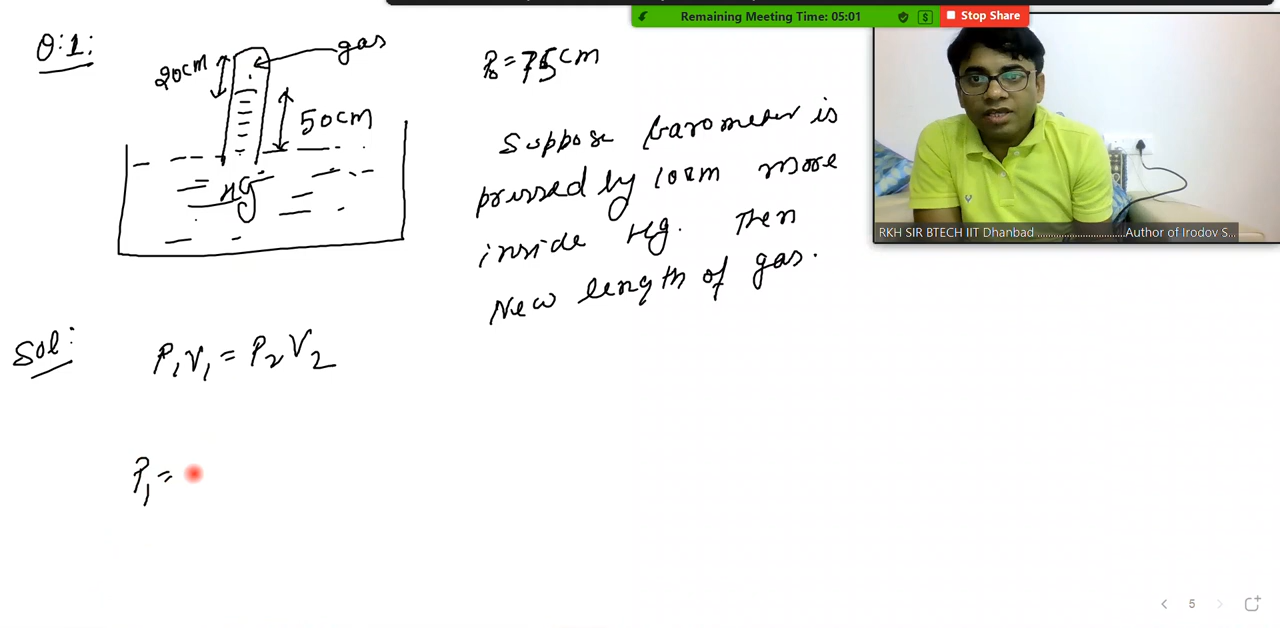 Remaining Meeting Time: 05:01
Stop Share
Q:1:
20cm
gas
50cm
Hg
P₀ = 75cm
Suppose barometer is
pressed by 10cm more
inside Hg. Then
New length of gas.
RKH SIR BTECH IIT Dhanbad ..............................Author of Irodov S...
Sol:
P₁V₁ = P₂V₂
P₁ =
5